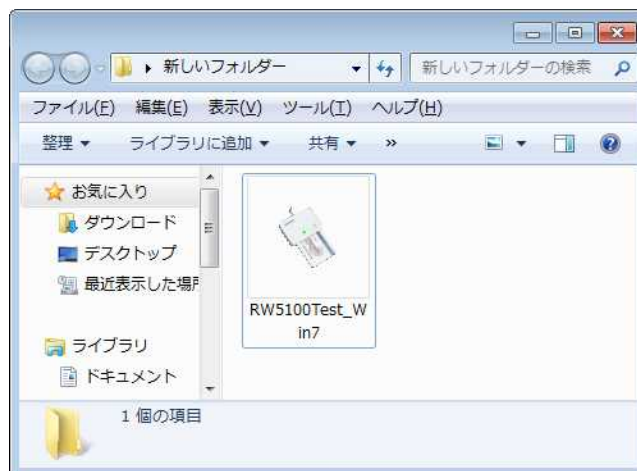 新しいフォルダー
新しいフォルダーの検索
ファイル(F) 編集(E) 表示(V) ツール(T) ヘルプ(H)
整理 ライブラリに追加 共有 »
お気に入り
ダウンロード
デスクトップ
最近表示した場所
ライブラリ
ドキュメント
RW5100Test_W
in7
1 個の項目